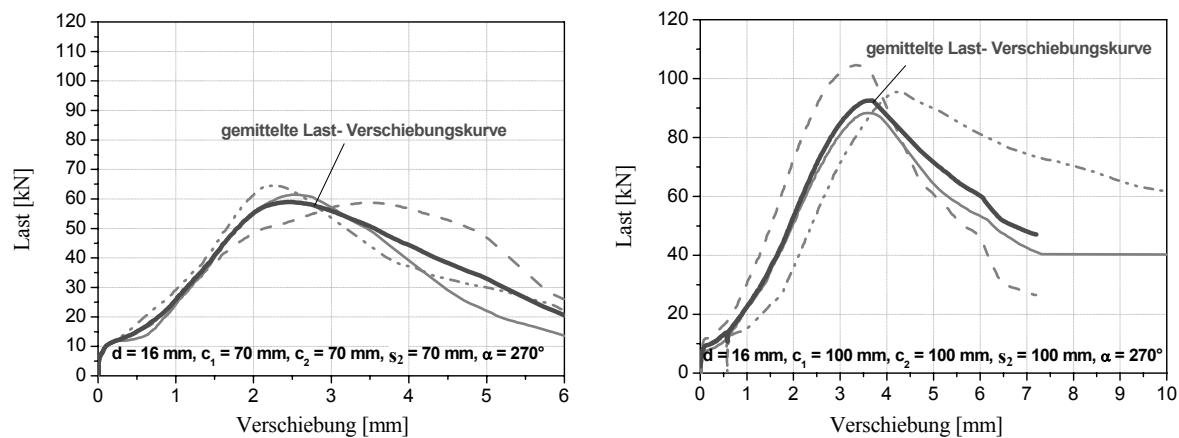 120
110
100
90
80
70
60
50
40
30
20
10
0
Last [kN]
gemittelte Last- Verschiebungskurve
d = 16 mm, c₁ = 70 mm, c₂ = 70 mm, s₂ = 70 mm, α = 270°
0 1 2 3 4 5 6
Verschiebung [mm]
120
100
80
60
40
20
0
Last [kN]
gemittelte Last- Verschiebungskurve
d = 16 mm, c₁ = 100 mm, c₂ = 100 mm, s₂ = 100 mm, α = 270°
0 1 2 3 4 5 6 7 8 9 10
Verschiebung [mm]